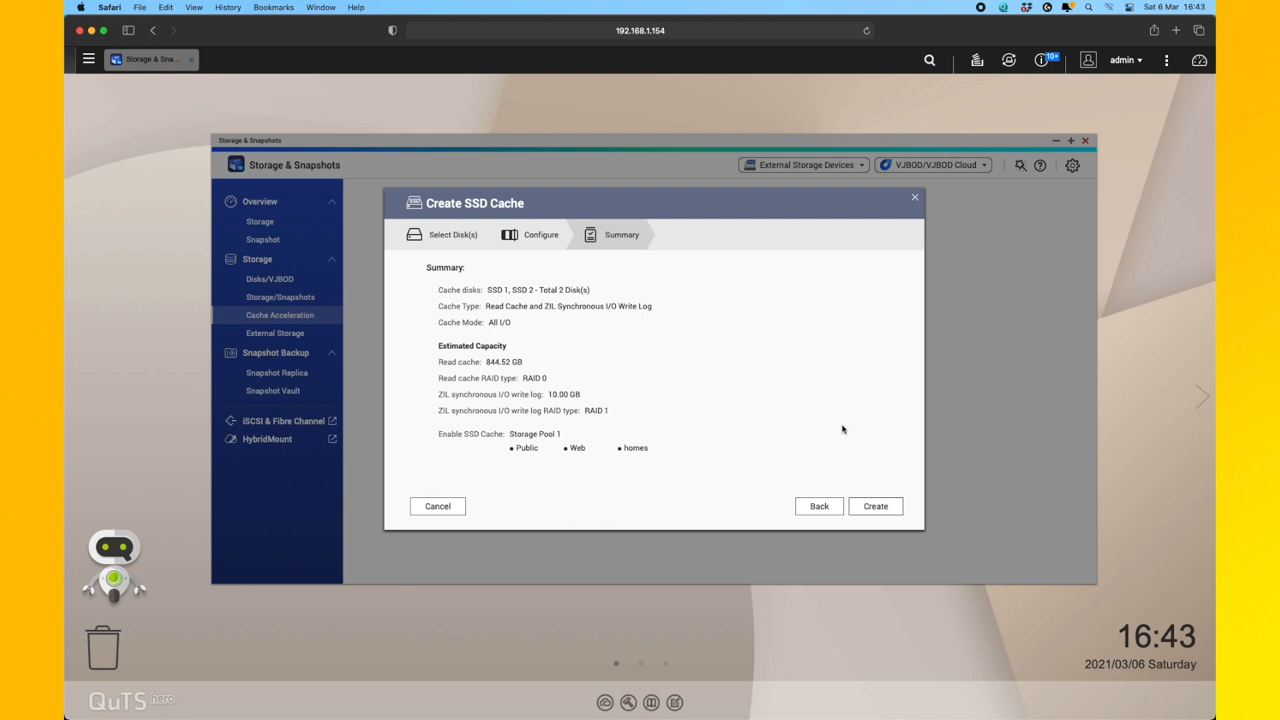 Safari File Edit View History Bookmarks Window Help
Sat 6 Mar 16:43
192.168.1.154
Storage & Sna...
10+
admin
Storage & Snapshots
Storage & Snapshots
External Storage Devices
VJBOD/VJBOD Cloud
Overview
Storage
Snapshot
Storage
Disks/VJBOD
Storage/Snapshots
Cache Acceleration
External Storage
Snapshot Backup
Snapshot Replica
Snapshot Vault
iSCSI & Fibre Channel
HybridMount
SSD
Create SSD Cache
Select Disk(s) Configure Summary
Summary:
Cache disks: SSD 1, SSD 2 - Total 2 Disk(s)
Cache Type: Read Cache and ZIL Synchronous I/O Write Log
Cache Mode: All I/O
Estimated Capacity
Read cache: 844.52 GB
Read cache RAID type: RAID 0
ZIL synchronous I/O write log: 10.00 GB
ZIL synchronous I/O write log RAID type: RAID 1
Enable SSD Cache: Storage Pool 1
• Public • Web • homes
Cancel Back Create
16:43
2021/03/06 Saturday
QuTS hero